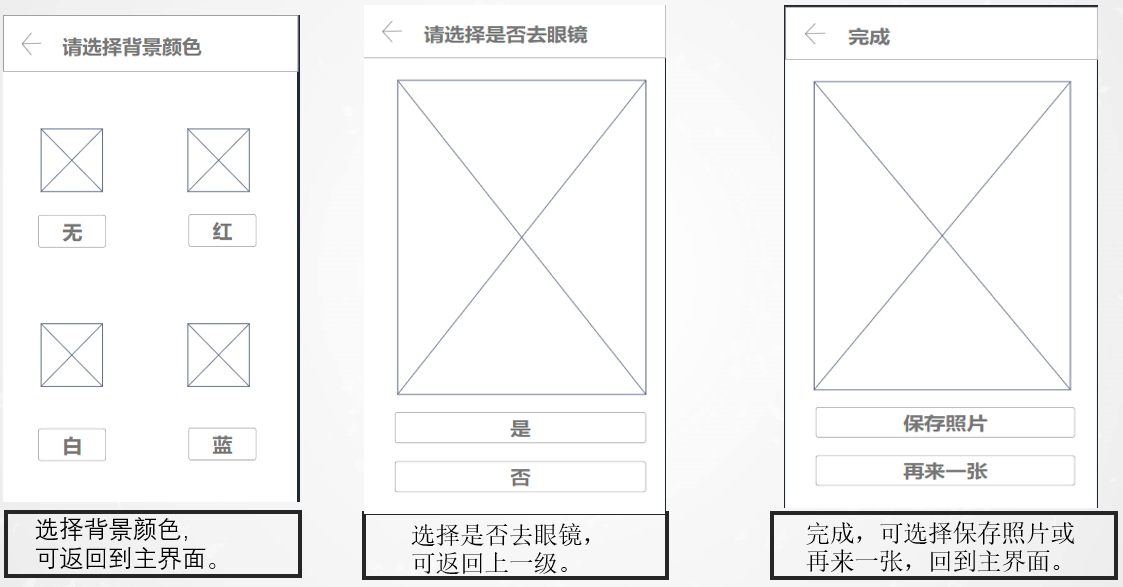 请选择背景颜色
无
红
白
蓝
选择背景颜色,
可返回到主界面。
请选择是否去眼镜
是
否
选择是否去眼镜，
可返回上一级。
完成
保存照片
再来一张
完成，可选择保存照片或
再来一张，回到主界面。